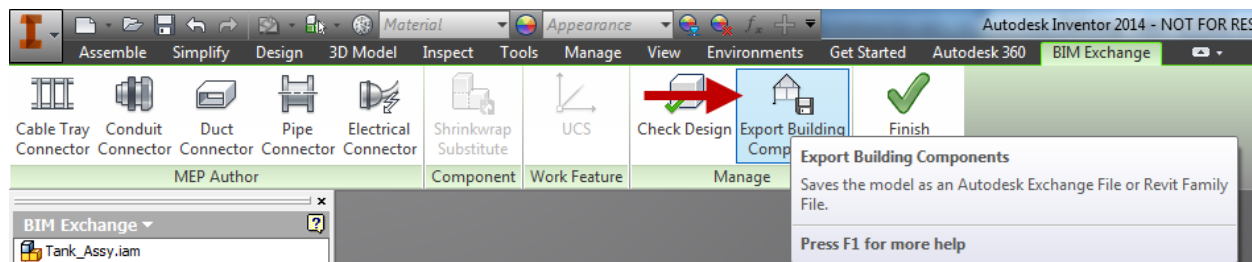 Material Appearance Autodesk Inventor 2014 - NOT FOR RES
Assemble Simplify Design 3D Model Inspect Tools Manage View Environments Get Started Autodesk 360 BIM Exchange
Cable Tray Conduit Duct Pipe Electrical Shrinkwrap UCS Check Design Export Building Finish
Connector Connector Connector Connector Connector Substitute Comp
MEP Author Component Work Feature Manage
Export Building Components
Saves the model as an Autodesk Exchange File or Revit Family
File.
Press F1 for more help
BIM Exchange
Tank_Assy.iam